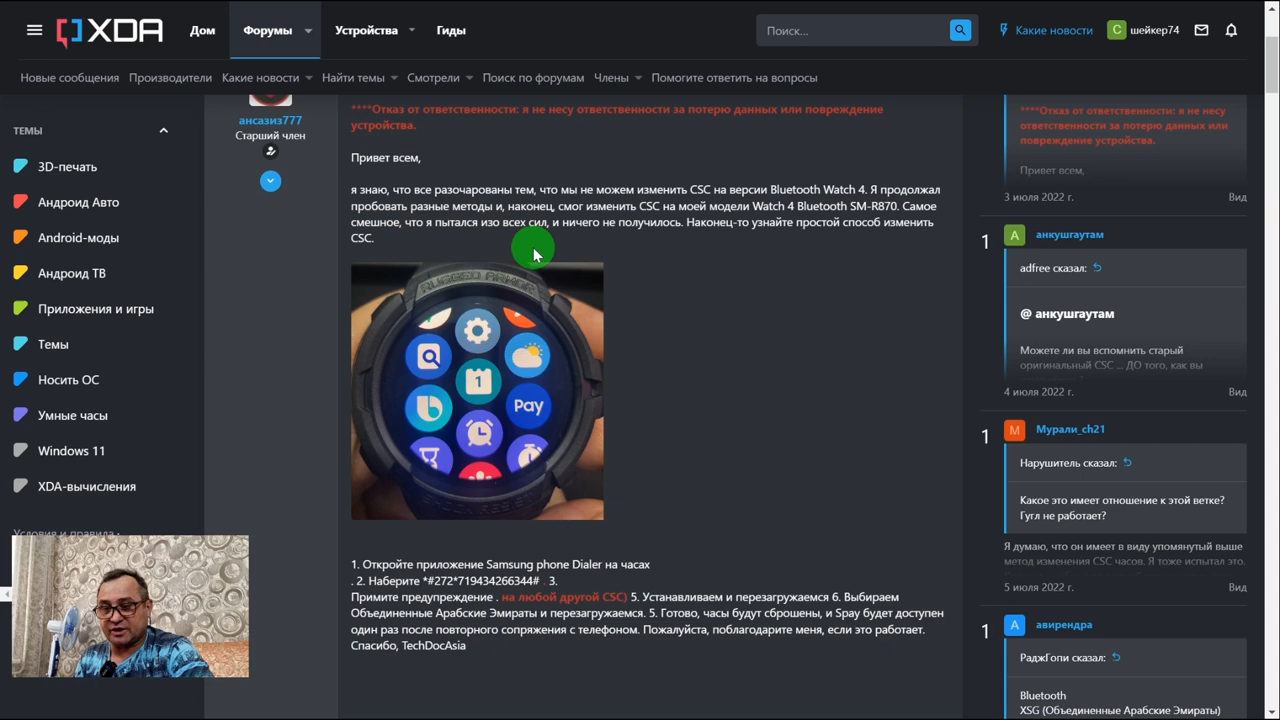 XDA
Дом
Форумы
Устройства
Гиды
Поиск...
Какие новости
С
шейкер74
Новые сообщения
Производители
Какие новости
Найти темы
Смотрели
Поиск по форумам
Члены
Помогите ответить на вопросы
ТЕМЫ
3D-печать
Андроид Авто
Android-моды
Андроид ТВ
Приложения и игры
Темы
Носить ОС
Умные часы
Windows 11
XDA-вычисления
Условия и правила ·
ансазиз777
Старший член
****Отказ от ответственности: я не несу ответственности за потерю данных или повреждение
устройства.
Привет всем,
я знаю, что все разочарованы тем, что мы не можем изменить CSC на версии Bluetooth Watch 4. Я продолжал
пробовать разные методы и, наконец, смог изменить CSC на моей модели Watch 4 Bluetooth SM-R870. Самое
смешное, что я пытался изо всех сил, и ничего не получилось. Наконец-то узнайте простой способ изменить
CSC.
RUGGED ARMOR
1
Pay
1. Откройте приложение Samsung phone Dialer на часах
. 2. Наберите *#272*719434266344# . 3.
Примите предупреждение . на любой другой CSC) 5. Устанавливаем и перезагружаемся 6. Выбираем
Объединенные Арабские Эмираты и перезагружаемся. 5. Готово, часы будут сброшены, и Spay будет доступен
один раз после повторного сопряжения с телефоном. Пожалуйста, поблагодарите меня, если это работает.
Спасибо, TechDocAsia
****Отказ от ответственности: я не несу
ответственности за потерю данных или
повреждение устройства.
Привет всем,
3 июля 2022 г.
Вид
1
А
анкушгаутам
adfree сказал:
@ анкушгаутам
Можете ли вы вспомнить старый
оригинальный CSC ... ДО того, как вы
4 июля 2022 г.
Вид
1
М
Мурали_ch21
Нарушитель сказал:
Какое это имеет отношение к этой ветке?
Гугл не работает?
Я думаю, что он имеет в виду упомянутый выше
метод изменения CSC часов. Я тоже испытал это.
5 июля 2022 г.
Вид
1
А
авирендра
РаджГопи сказал:
Bluetooth
XSG (Объединенные Арабские Эмираты)